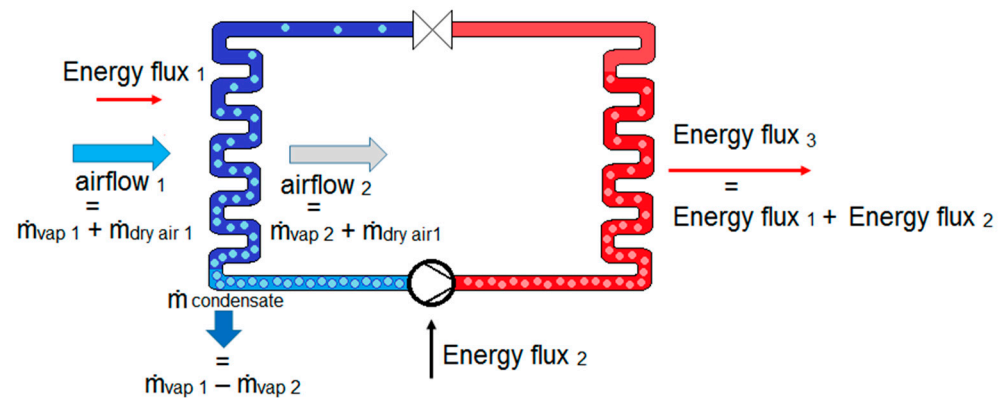 Energy flux 1
airflow 1
=
ṁvap 1 + ṁdry air 1
airflow 2
=
ṁvap 2 + ṁdry air1
Energy flux 3
=
Energy flux 1 + Energy flux 2
ṁ condensate
=
ṁvap 1 – ṁvap 2
Energy flux 2